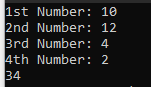 1st Number: 10
2nd Number: 12
3rd Number: 4
4th Number: 2
34